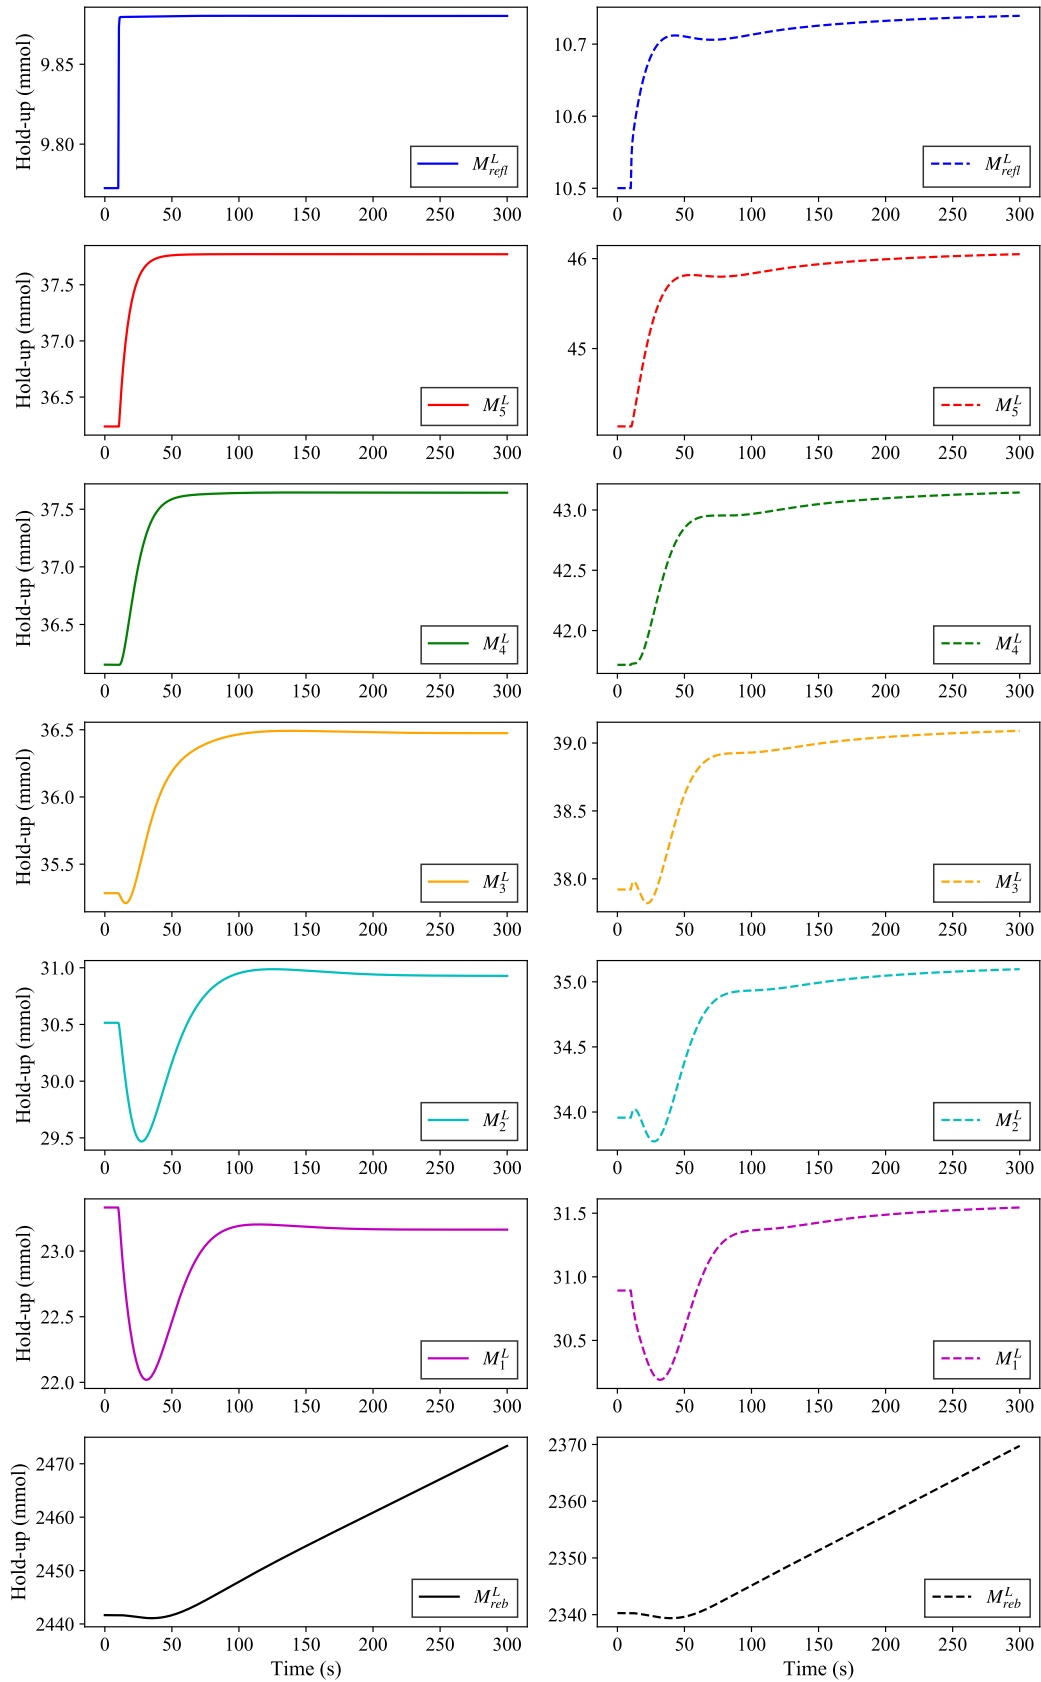 Hold-up (mmol)
9.85
9.80
M^L_refl
0 50 100 150 200 250 300
10.7
10.6
10.5
M^L_refl
0 50 100 150 200 250 300
Hold-up (mmol)
37.5
37.0
36.5
M^L_5
0 50 100 150 200 250 300
46
45
M^L_5
0 50 100 150 200 250 300
Hold-up (mmol)
37.5
37.0
36.5
M^L_4
0 50 100 150 200 250 300
43.0
42.5
42.0
M^L_4
0 50 100 150 200 250 300
Hold-up (mmol)
36.5
36.0
35.5
M^L_3
0 50 100 150 200 250 300
39.0
38.5
38.0
M^L_3
0 50 100 150 200 250 300
Hold-up (mmol)
31.0
30.5
30.0
29.5
M^L_2
0 50 100 150 200 250 300
35.0
34.5
34.0
M^L_2
0 50 100 150 200 250 300
Hold-up (mmol)
23.0
22.5
22.0
M^L_1
0 50 100 150 200 250 300
31.5
31.0
30.5
M^L_1
0 50 100 150 200 250 300
Hold-up (mmol)
2470
2460
2450
2440
M^L_reb
0 50 100 150 200 250 300
Time (s)
2370
2360
2350
2340
M^L_reb
0 50 100 150 200 250 300
Time (s)